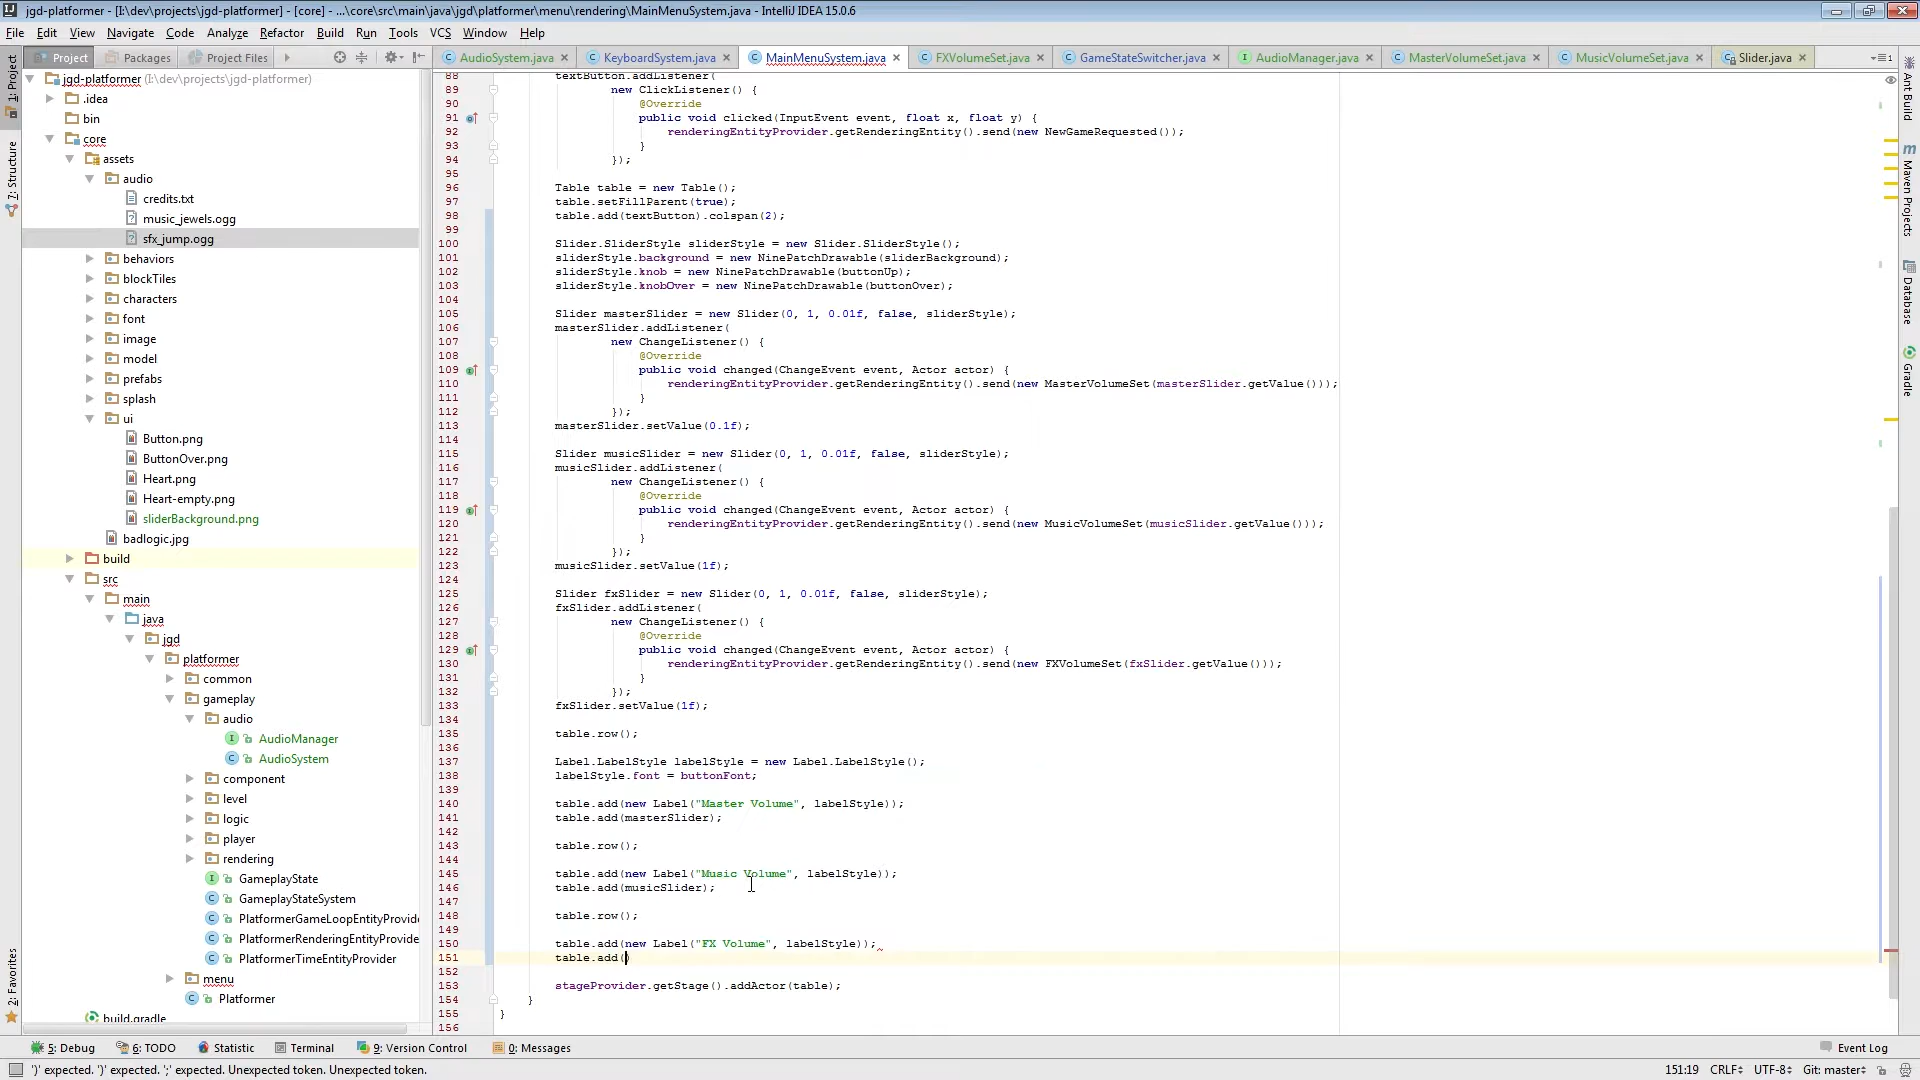 jgd-platformer - [I:\dev\projects\jgd-platformer] - [core] - ...\core\src\main\java\jgd\platformer\menu\rendering\MainMenuSystem.java - IntelliJ IDEA 15.0.6
File Edit View Navigate Code Analyze Refactor Build Run Tools VCS Window Help
Project Packages Project Files
AudioSystem.java KeyboardSystem.java MainMenuSystem.java FXVolumeSet.java GameStateSwitcher.java AudioManager.java MasterVolumeSet.java MusicVolumeSet.java Slider.java
1: Project
7: Structure
2: Favorites
jgd-platformer (I:\dev\projects\jgd-platformer)
.idea
bin
core
assets
audio
credits.txt
music_jewels.ogg
sfx_jump.ogg
behaviors
blockTiles
characters
font
image
model
prefabs
splash
ui
Button.png
ButtonOver.png
Heart.png
Heart-empty.png
sliderBackground.png
badlogic.jpg
build
src
main
java
jgd
platformer
common
gameplay
audio
AudioManager
AudioSystem
component
level
logic
player
rendering
GameplayState
GameplayStateSystem
PlatformerGameLoopEntityProvide
PlatformerRenderingEntityProvide
PlatformerTimeEntityProvider
menu
Platformer
build.gradle
88 textButton.addListener(
89 new ClickListener() {
90 @Override
91 public void clicked(InputEvent event, float x, float y) {
92 renderingEntityProvider.getRenderingEntity().send(new NewGameRequested());
93 }
94 });
95
96 Table table = new Table();
97 table.setFillParent(true);
98 table.add(textButton).colspan(2);
99
100 Slider.SliderStyle sliderStyle = new Slider.SliderStyle();
101 sliderStyle.background = new NinePatchDrawable(sliderBackground);
102 sliderStyle.knob = new NinePatchDrawable(buttonUp);
103 sliderStyle.knobOver = new NinePatchDrawable(buttonOver);
104
105 Slider masterSlider = new Slider(0, 1, 0.01f, false, sliderStyle);
106 masterSlider.addListener(
107 new ChangeListener() {
108 @Override
109 public void changed(ChangeEvent event, Actor actor) {
110 renderingEntityProvider.getRenderingEntity().send(new MasterVolumeSet(masterSlider.getValue()));
111 }
112 });
113 masterSlider.setValue(0.1f);
114
115 Slider musicSlider = new Slider(0, 1, 0.01f, false, sliderStyle);
116 musicSlider.addListener(
117 new ChangeListener() {
118 @Override
119 public void changed(ChangeEvent event, Actor actor) {
120 renderingEntityProvider.getRenderingEntity().send(new MusicVolumeSet(musicSlider.getValue()));
121 }
122 });
123 musicSlider.setValue(1f);
124
125 Slider fxSlider = new Slider(0, 1, 0.01f, false, sliderStyle);
126 fxSlider.addListener(
127 new ChangeListener() {
128 @Override
129 public void changed(ChangeEvent event, Actor actor) {
130 renderingEntityProvider.getRenderingEntity().send(new FXVolumeSet(fxSlider.getValue()));
131 }
132 });
133 fxSlider.setValue(1f);
134
135 table.row();
136
137 Label.LabelStyle labelStyle = new Label.LabelStyle();
138 labelStyle.font = buttonFont;
139
140 table.add(new Label("Master Volume", labelStyle));
141 table.add(masterSlider);
142
143 table.row();
144
145 table.add(new Label("Music Volume", labelStyle));
146 table.add(musicSlider);
147
148 table.row();
149
150 table.add(new Label("FX Volume", labelStyle));
151 table.add()
152
153 stageProvider.getStage().addActor(table);
154 }
155 }
156
Ant Build
Maven Projects
Database
Gradle
5: Debug 6: TODO Statistic Terminal 9: Version Control 0: Messages Event Log
')' expected. ')' expected. ';' expected. Unexpected token. Unexpected token. 151:19 CRLF UTF-8 Git: master